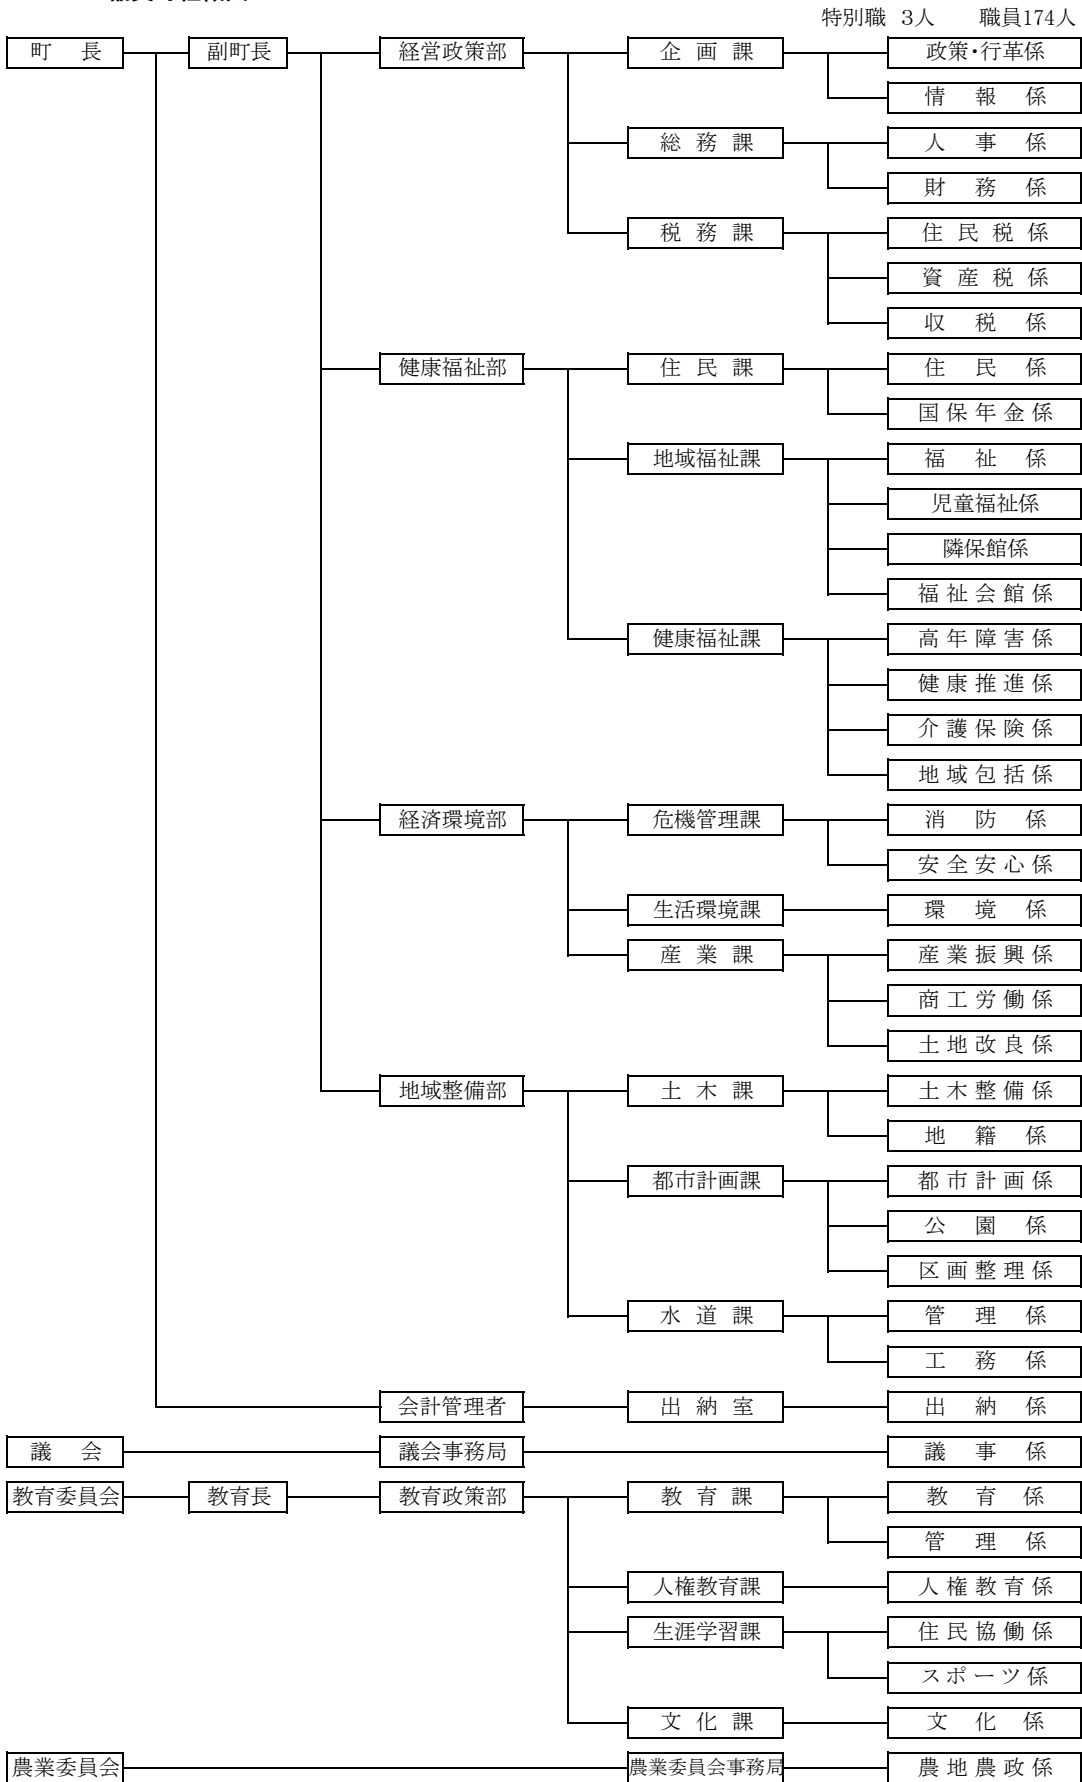 特別職 3人 職員174人
町長 副町長 経営政策部 企画課 政策・行革係
情報係
総務課 人事係
財務係
税務課 住民税係
資産税係
収税係
健康福祉部 住民課 住民係
国保年金係
地域福祉課 福祉係
児童福祉係
隣保館係
福祉会館係
健康福祉課 高年障害係
健康推進係
介護保険係
地域包括係
経済環境部 危機管理課 消防係
安全安心係
生活環境課 環境係
産業課 産業振興係
商工労働係
土地改良係
地域整備部 土木課 土木整備係
地籍係
都市計画課 都市計画係
公園係
区画整理係
水道課 管理係
工務係
会計管理者 出納室 出納係
議会 議会事務局 議事係
教育委員会 教育長 教育政策部 教育課 教育係
管理係
人権教育課 人権教育係
生涯学習課 住民協働係
スポーツ係
文化課 文化係
農業委員会 農業委員会事務局 農地農政係